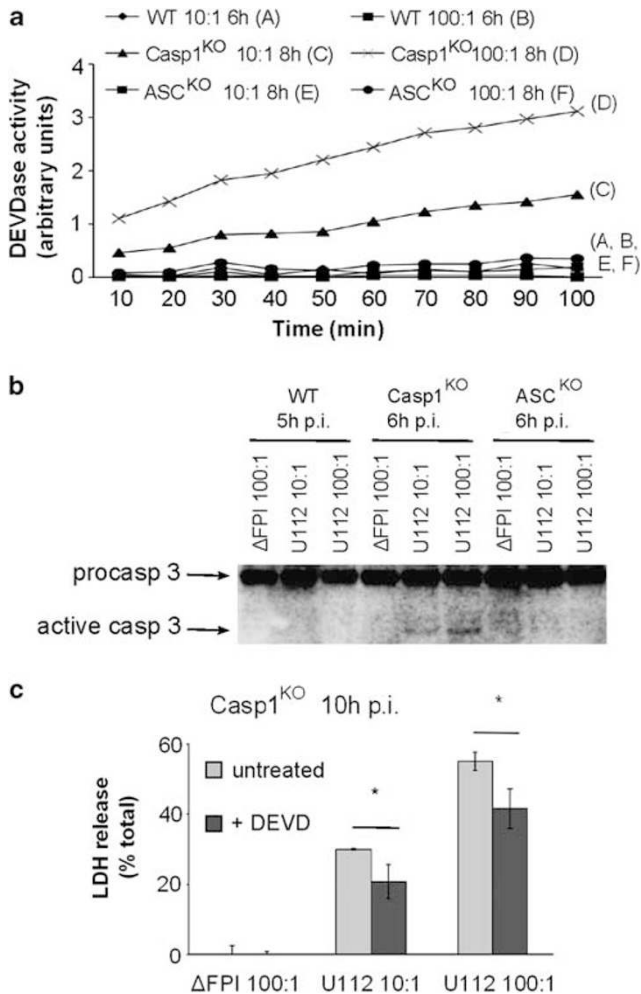 a
WT 10:1 6h (A)
WT 100:1 6h (B)
Casp1KO 10:1 8h (C)
Casp1KO 100:1 8h (D)
ASCKO 10:1 8h (E)
ASCKO 100:1 8h (F)
DEVDase activity
(arbitrary units)
4
3
2
1
0
(D)
(C)
(A, B,
E, F)
10 20 30 40 50 60 70 80 90 100
Time (min)
b
WT
5h p.i.
Casp1KO
6h p.i.
ASCKO
6h p.i.
ΔFPI 100:1
U112 10:1
U112 100:1
ΔFPI 100:1
U112 10:1
U112 100:1
ΔFPI 100:1
U112 10:1
U112 100:1
procasp 3
active casp 3
c
Casp1KO 10h p.i.
LDH release
(% total)
60
40
20
0
untreated
+ DEVD
*
*
ΔFPI 100:1 U112 10:1 U112 100:1